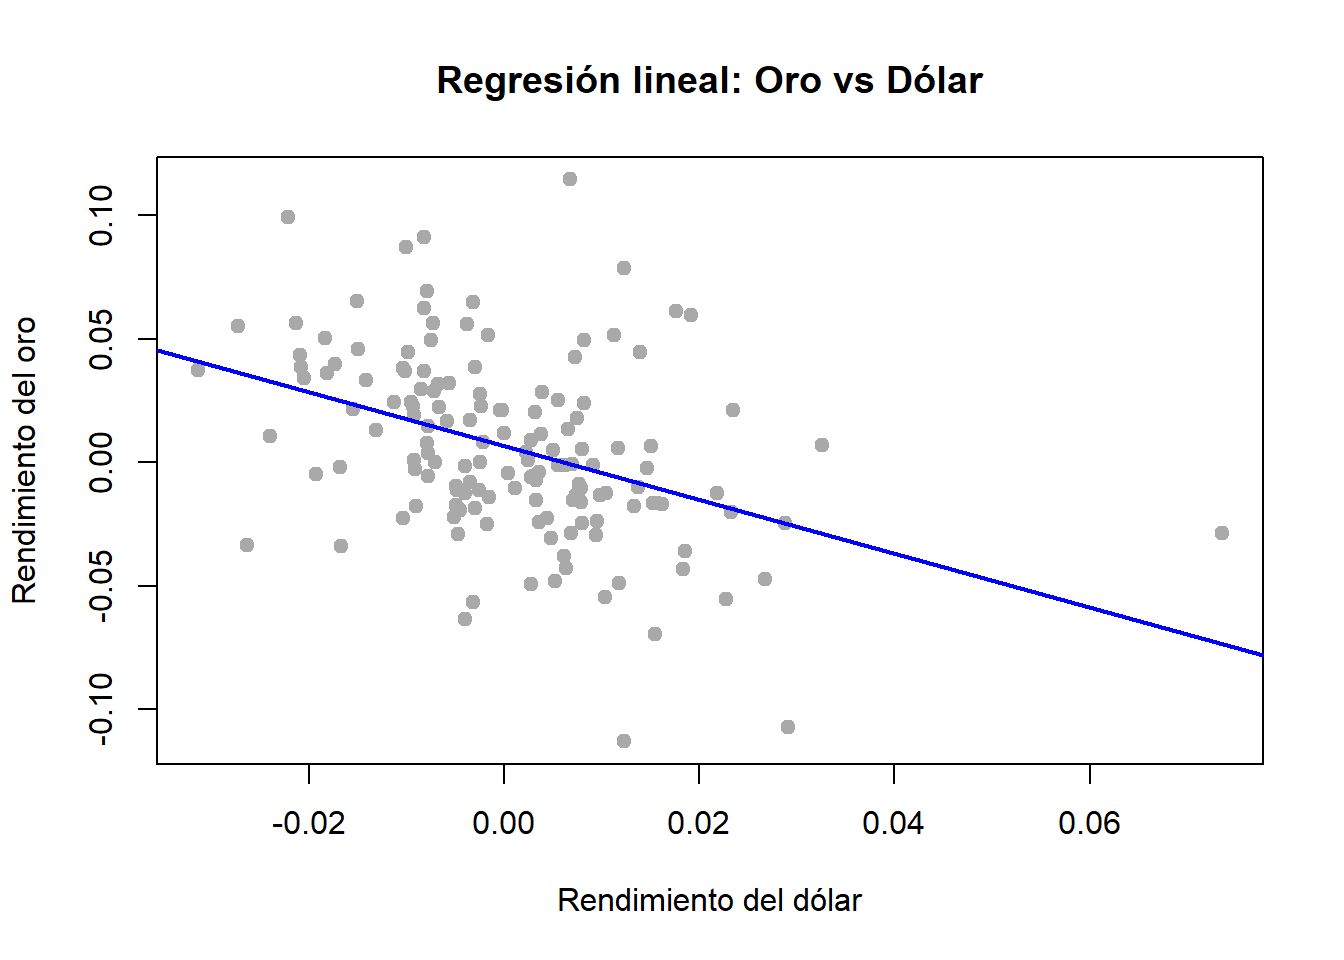 Regresión lineal: Oro vs Dólar
Rendimiento del oro
0.10
0.05
0.00
-0.05
-0.10
-0.02 0.00 0.02 0.04 0.06
Rendimiento del dólar